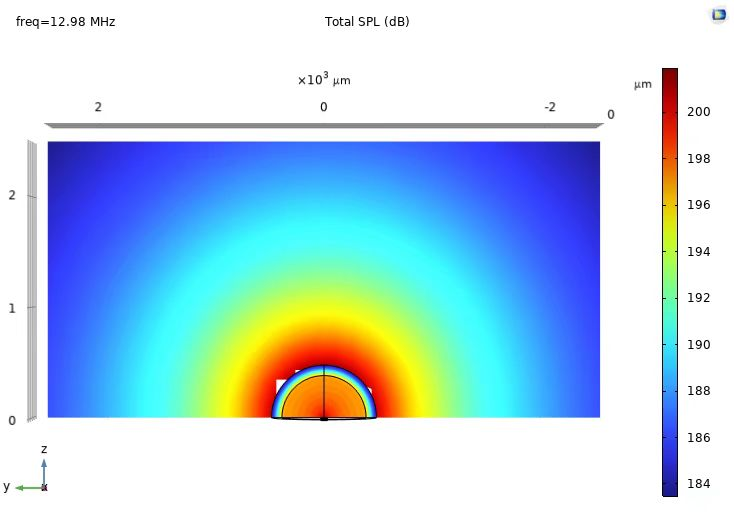 freq=12.98 MHz
Total SPL (dB)
×10³ μm
μm
2
0
-2
0
200
198
2
196
194
192
1
190
188
186
0
z
y
x
184